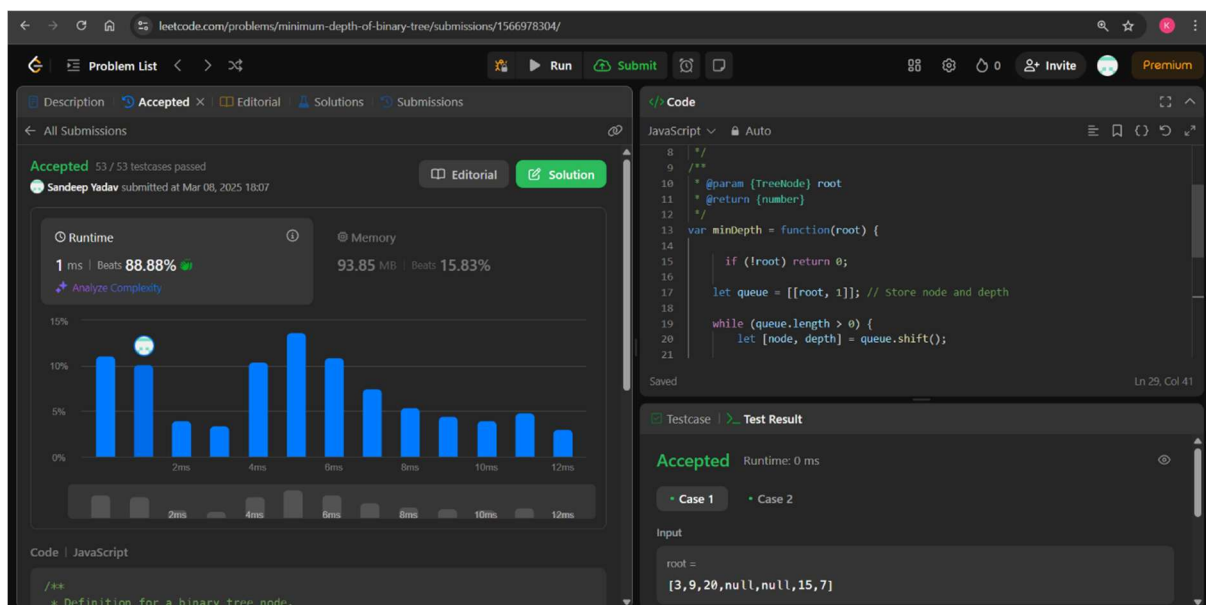 leetcode.com/problems/minimum-depth-of-binary-tree/submissions/1566978304/
K
Problem List
Run
Submit
0
Invite
Premium
Description
Accepted
Editorial
Solutions
Submissions
All Submissions
Accepted 53 / 53 testcases passed
Sandeep Yadav submitted at Mar 08, 2025 18:07
Editorial
Solution
Runtime
1 ms | Beats 88.88%
Analyze Complexity
Memory
93.85 MB | Beats 15.83%
15%
10%
5%
0%
2ms 4ms 6ms 8ms 10ms 12ms
2ms 4ms 6ms 8ms 10ms 12ms
Code | JavaScript
/**
* Definition for a binary tree node.
</> Code
JavaScript Auto
8 */
9 /**
10 * @param {TreeNode} root
11 * @return {number}
12 */
13 var minDepth = function(root) {
14
15 if (!root) return 0;
16
17 let queue = [[root, 1]]; // Store node and depth
18
19 while (queue.length > 0) {
20 let [node, depth] = queue.shift();
21
Saved
Ln 29, Col 41
Testcase | >_ Test Result
Accepted Runtime: 0 ms
• Case 1 • Case 2
Input
root =
[3,9,20,null,null,15,7]